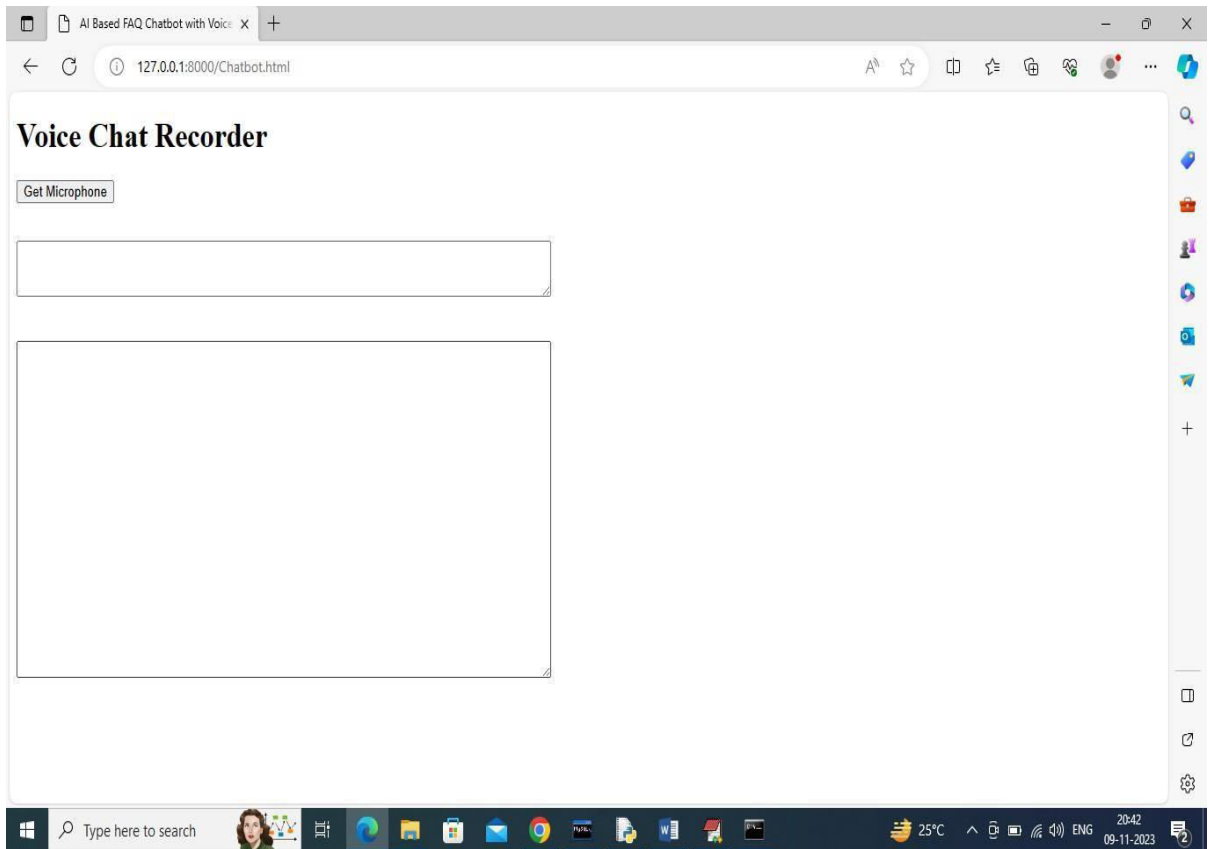 AI Based FAQ Chatbot with Voice
127.0.0.1:8000/Chatbot.html
Voice Chat Recorder
Get Microphone
Type here to search
25°C
ENG
20:42
09-11-2023
2